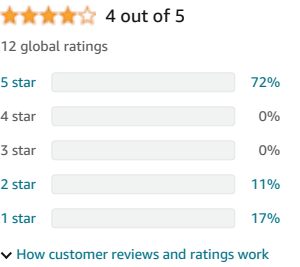 4 out of 5
12 global ratings
5 star 72%
4 star 0%
3 star 0%
2 star 11%
1 star 17%
How customer reviews and ratings work